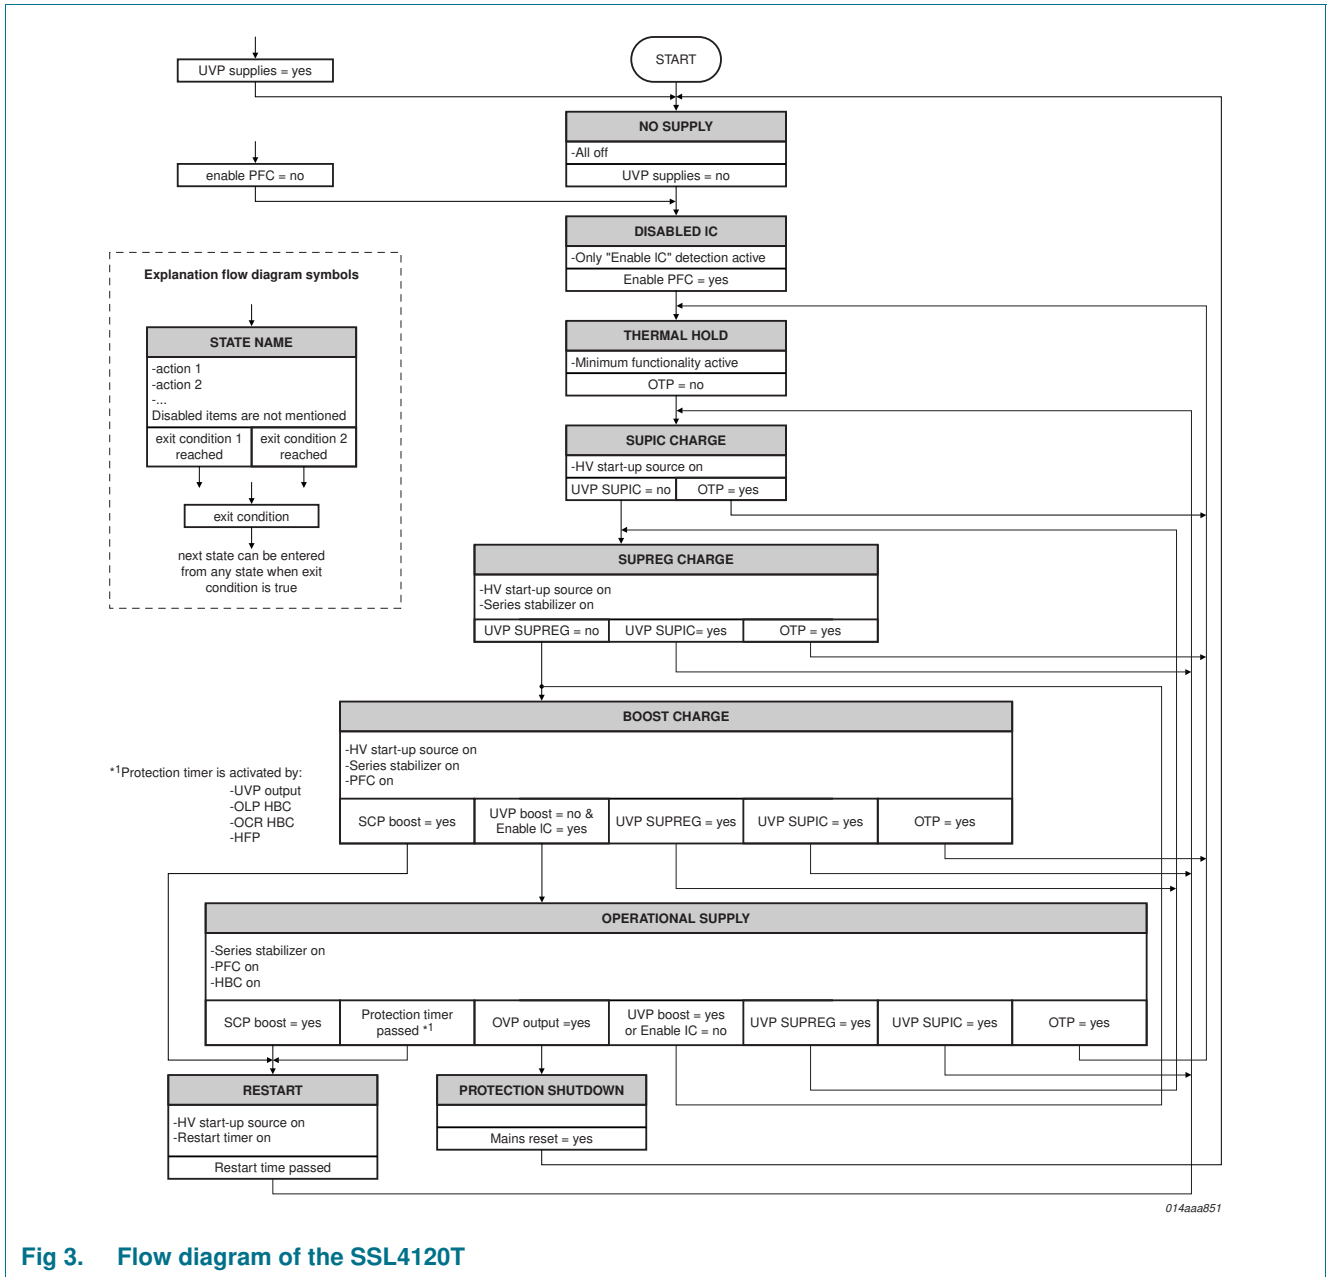 START
UVP supplies = yes
NO SUPPLY
-All off
UVP supplies = no
enable PFC = no
DISABLED IC
-Only "Enable IC" detection active
Enable PFC = yes
Explanation flow diagram symbols
STATE NAME
-action 1
-action 2
-...
Disabled items are not mentioned
exit condition 1
reached
exit condition 2
reached
exit condition
next state can be entered
from any state when exit
condition is true
THERMAL HOLD
-Minimum functionality active
OTP = no
SUPIC CHARGE
-HV start-up source on
UVP SUPIC = no
OTP = yes
SUPREG CHARGE
-HV start-up source on
-Series stabilizer on
UVP SUPREG = no
UVP SUPIC= yes
OTP = yes
BOOST CHARGE
-HV start-up source on
-Series stabilizer on
-PFC on
SCP boost = yes
UVP boost = no &
Enable IC = yes
UVP SUPREG = yes
UVP SUPIC = yes
OTP = yes
*1Protection timer is activated by:
-UVP output
-OLP HBC
-OCR HBC
-HFP
OPERATIONAL SUPPLY
-Series stabilizer on
-PFC on
-HBC on
SCP boost = yes
Protection timer
passed *1
OVP output =yes
UVP boost = yes
or Enable IC = no
UVP SUPREG = yes
UVP SUPIC = yes
OTP = yes
RESTART
-HV start-up source on
-Restart timer on
Restart time passed
PROTECTION SHUTDOWN
Mains reset = yes
014aaa851
Fig 3. Flow diagram of the SSL4120T